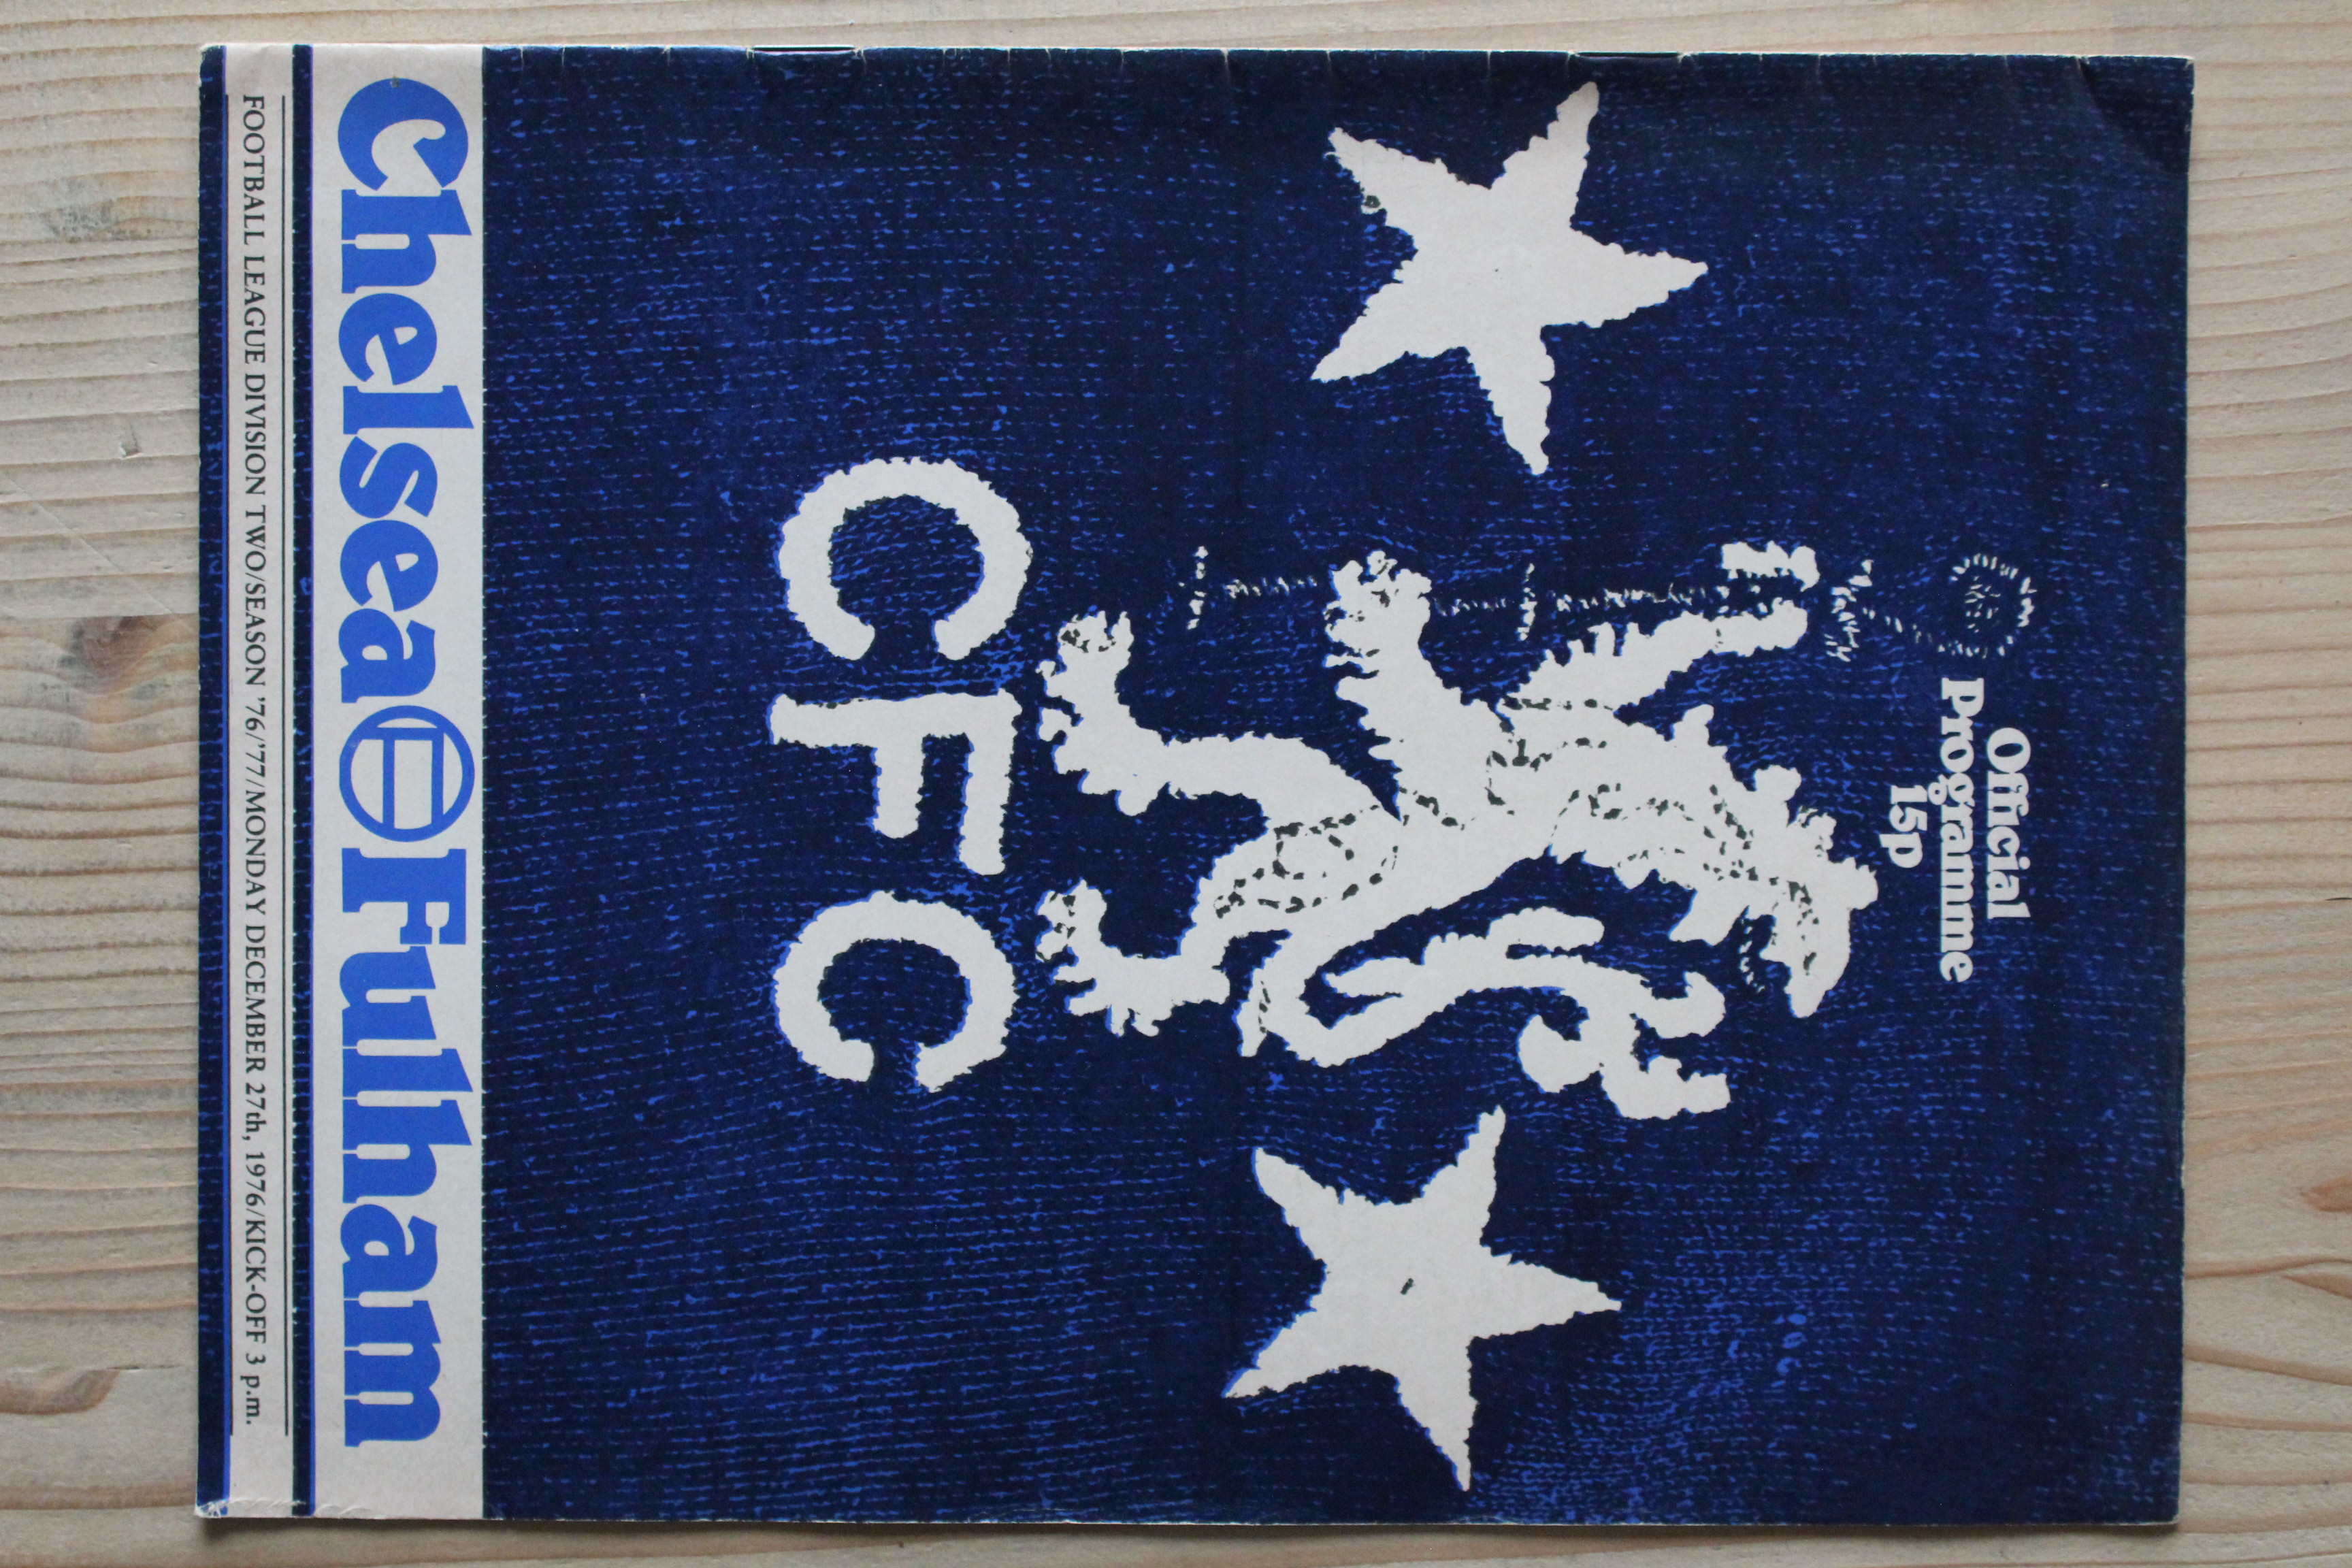 Official
Programme
15p
CFC
Chelsea Fulham
FOOTBALL LEAGUE DIVISION TWO/SEASON '76/'77/MONDAY DECEMBER 27th, 1976/KICK-OFF 3 p.m.